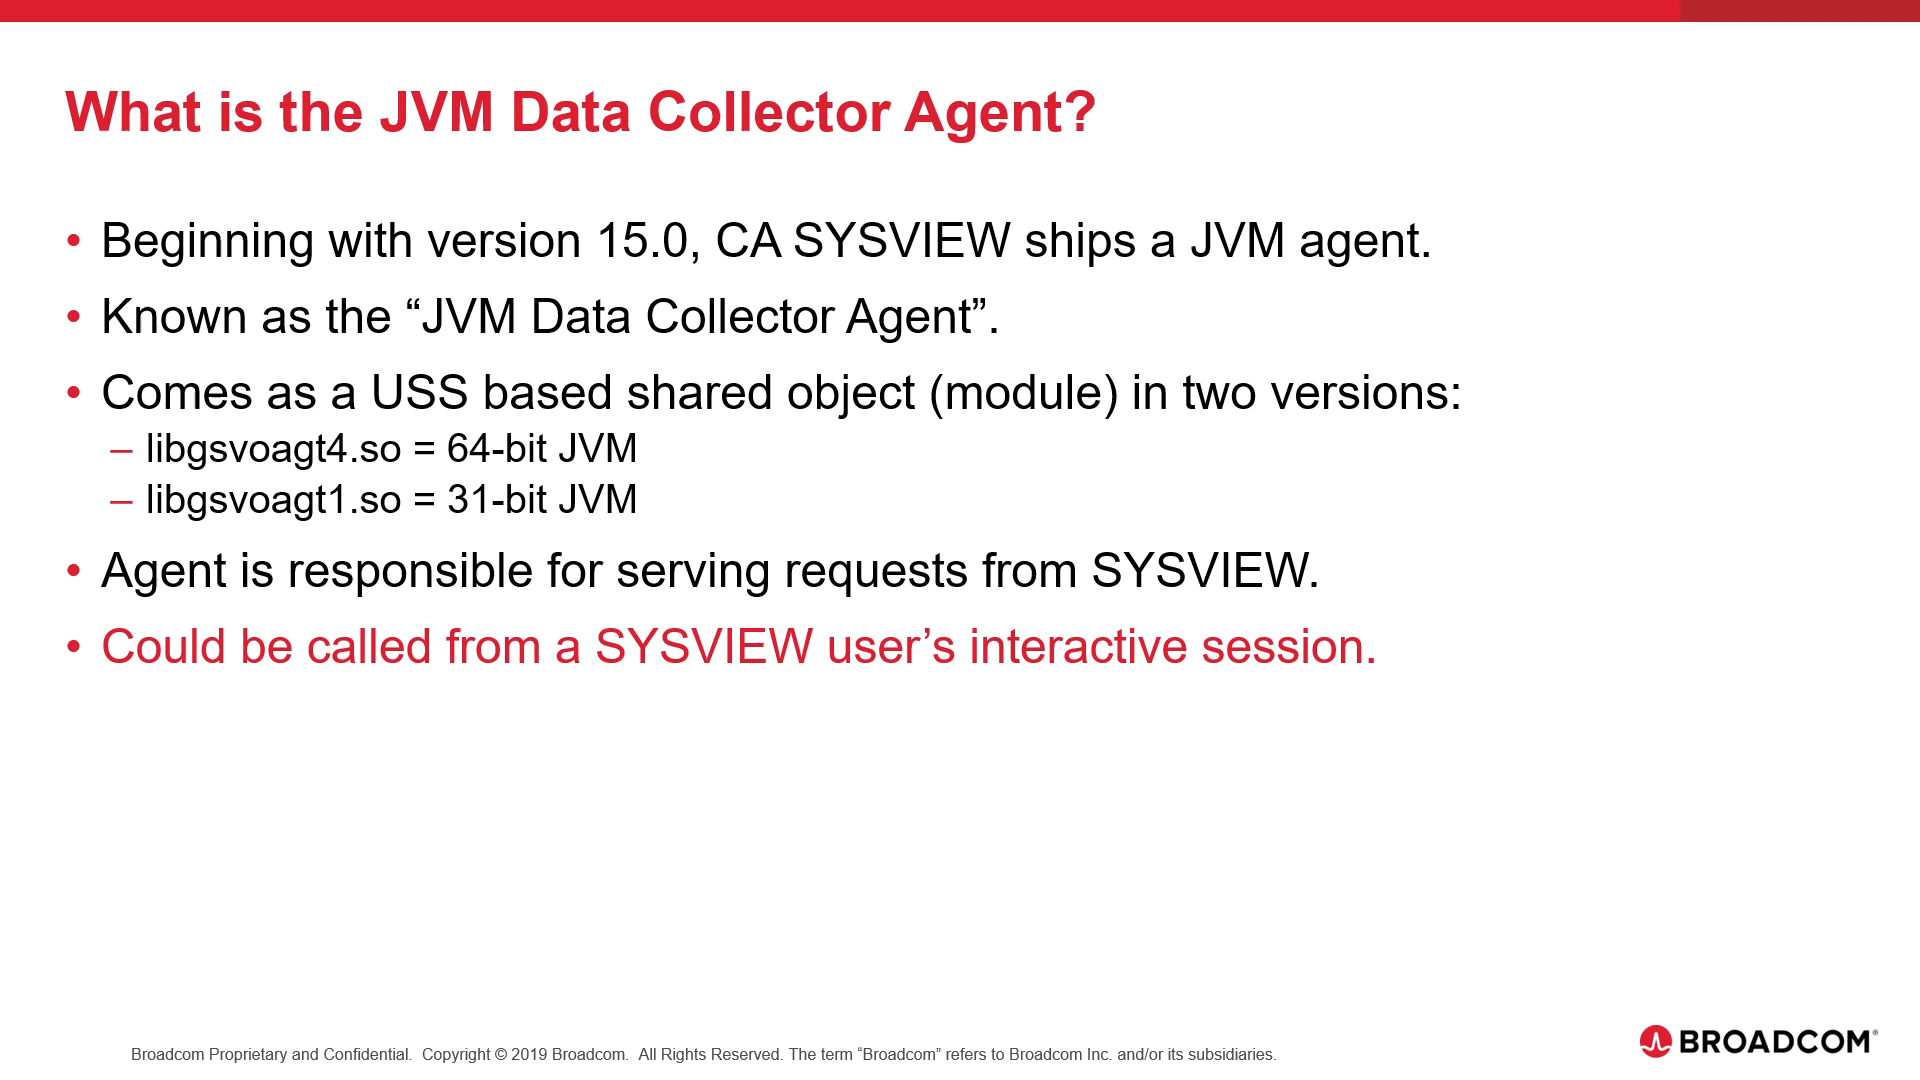 What is the JVM Data Collector Agent?
• Beginning with version 15.0, CA SYSVIEW ships a JVM agent.
• Known as the “JVM Data Collector Agent”.
• Comes as a USS based shared object (module) in two versions:
– libgsvoagt4.so = 64-bit JVM
– libgsvoagt1.so = 31-bit JVM
• Agent is responsible for serving requests from SYSVIEW.
• Could be called from a SYSVIEW user’s interactive session.
Broadcom Proprietary and Confidential.  Copyright © 2019 Broadcom.  All Rights Reserved. The term “Broadcom” refers to Broadcom Inc. and/or its subsidiaries.
BROADCOM®